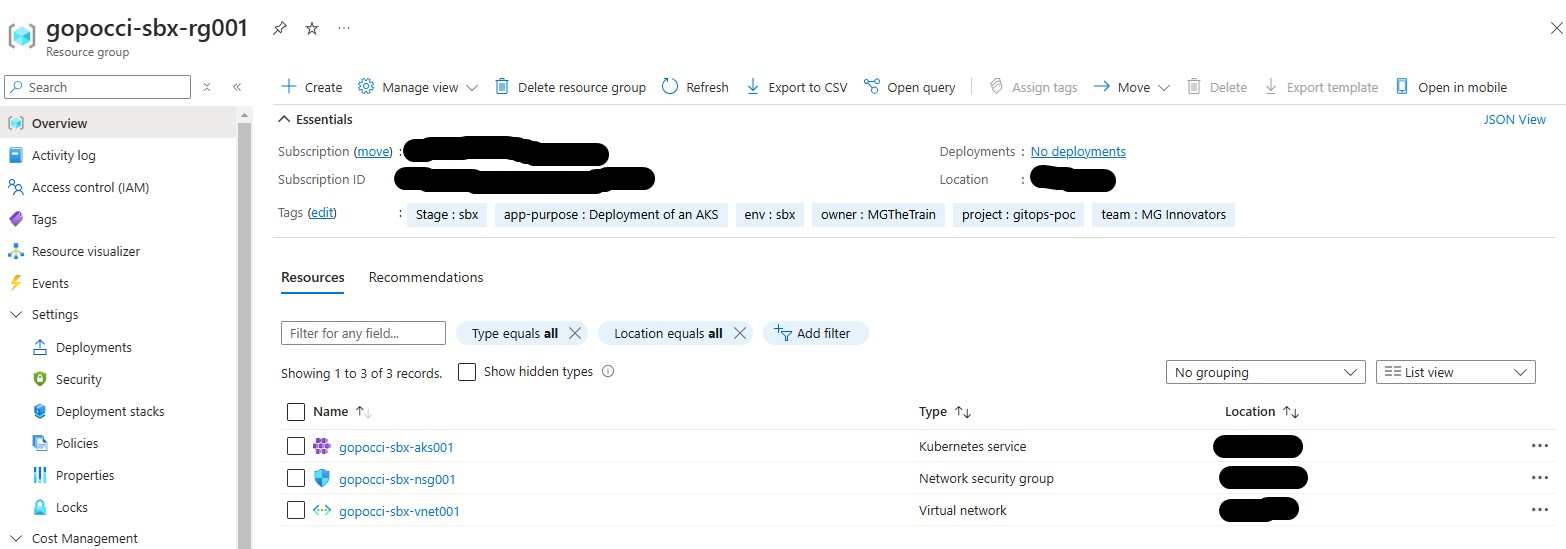 gopocci-sbx-rg001
Resource group
Search
Overview
Activity log
Access control (IAM)
Tags
Resource visualizer
Events
Settings
Deployments
Security
Deployment stacks
Policies
Properties
Locks
Cost Management
Create Manage view Delete resource group Refresh Export to CSV Open query Assign tags Move Delete Export template Open in mobile
Essentials JSON View
Subscription (move) : Deployments : No deployments
Subscription ID Location :
Tags (edit) : Stage : sbx app-purpose : Deployment of an AKS env : sbx owner : MGTheTrain project : gitops-poc team : MG Innovators
Resources Recommendations
Filter for any field... Type equals all Location equals all Add filter
Showing 1 to 3 of 3 records. Show hidden types No grouping List view
Name Type Location
gopocci-sbx-aks001 Kubernetes service
gopocci-sbx-nsg001 Network security group
gopocci-sbx-vnet001 Virtual network